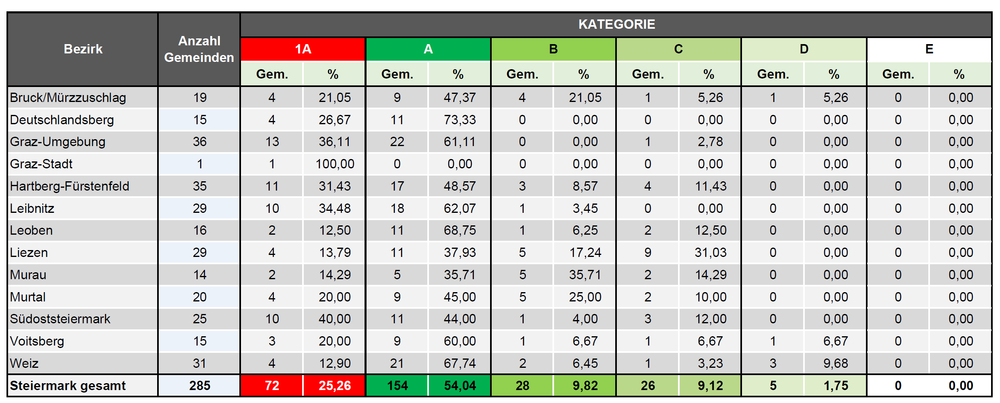 KATEGORIE
Bezirk Anzahl Gemeinden 1A A B C D E
Gem. % Gem. % Gem. % Gem. % Gem. % Gem. %
Bruck/Mürzzuschlag 19 4 21,05 9 47,37 4 21,05 1 5,26 1 5,26 0 0,00
Deutschlandsberg 15 4 26,67 11 73,33 0 0,00 0 0,00 0 0,00 0 0,00
Graz-Umgebung 36 13 36,11 22 61,11 0 0,00 1 2,78 0 0,00 0 0,00
Graz-Stadt 1 1 100,00 0 0,00 0 0,00 0 0,00 0 0,00 0 0,00
Hartberg-Fürstenfeld 35 11 31,43 17 48,57 3 8,57 4 11,43 0 0,00 0 0,00
Leibnitz 29 10 34,48 18 62,07 1 3,45 0 0,00 0 0,00 0 0,00
Leoben 16 2 12,50 11 68,75 1 6,25 2 12,50 0 0,00 0 0,00
Liezen 29 4 13,79 11 37,93 5 17,24 9 31,03 0 0,00 0 0,00
Murau 14 2 14,29 5 35,71 5 35,71 2 14,29 0 0,00 0 0,00
Murtal 20 4 20,00 9 45,00 5 25,00 2 10,00 0 0,00 0 0,00
Südoststeiermark 25 10 40,00 11 44,00 1 4,00 3 12,00 0 0,00 0 0,00
Voitsberg 15 3 20,00 9 60,00 1 6,67 1 6,67 1 6,67 0 0,00
Weiz 31 4 12,90 21 67,74 2 6,45 1 3,23 3 9,68 0 0,00
Steiermark gesamt 285 72 25,26 154 54,04 28 9,82 26 9,12 5 1,75 0 0,00